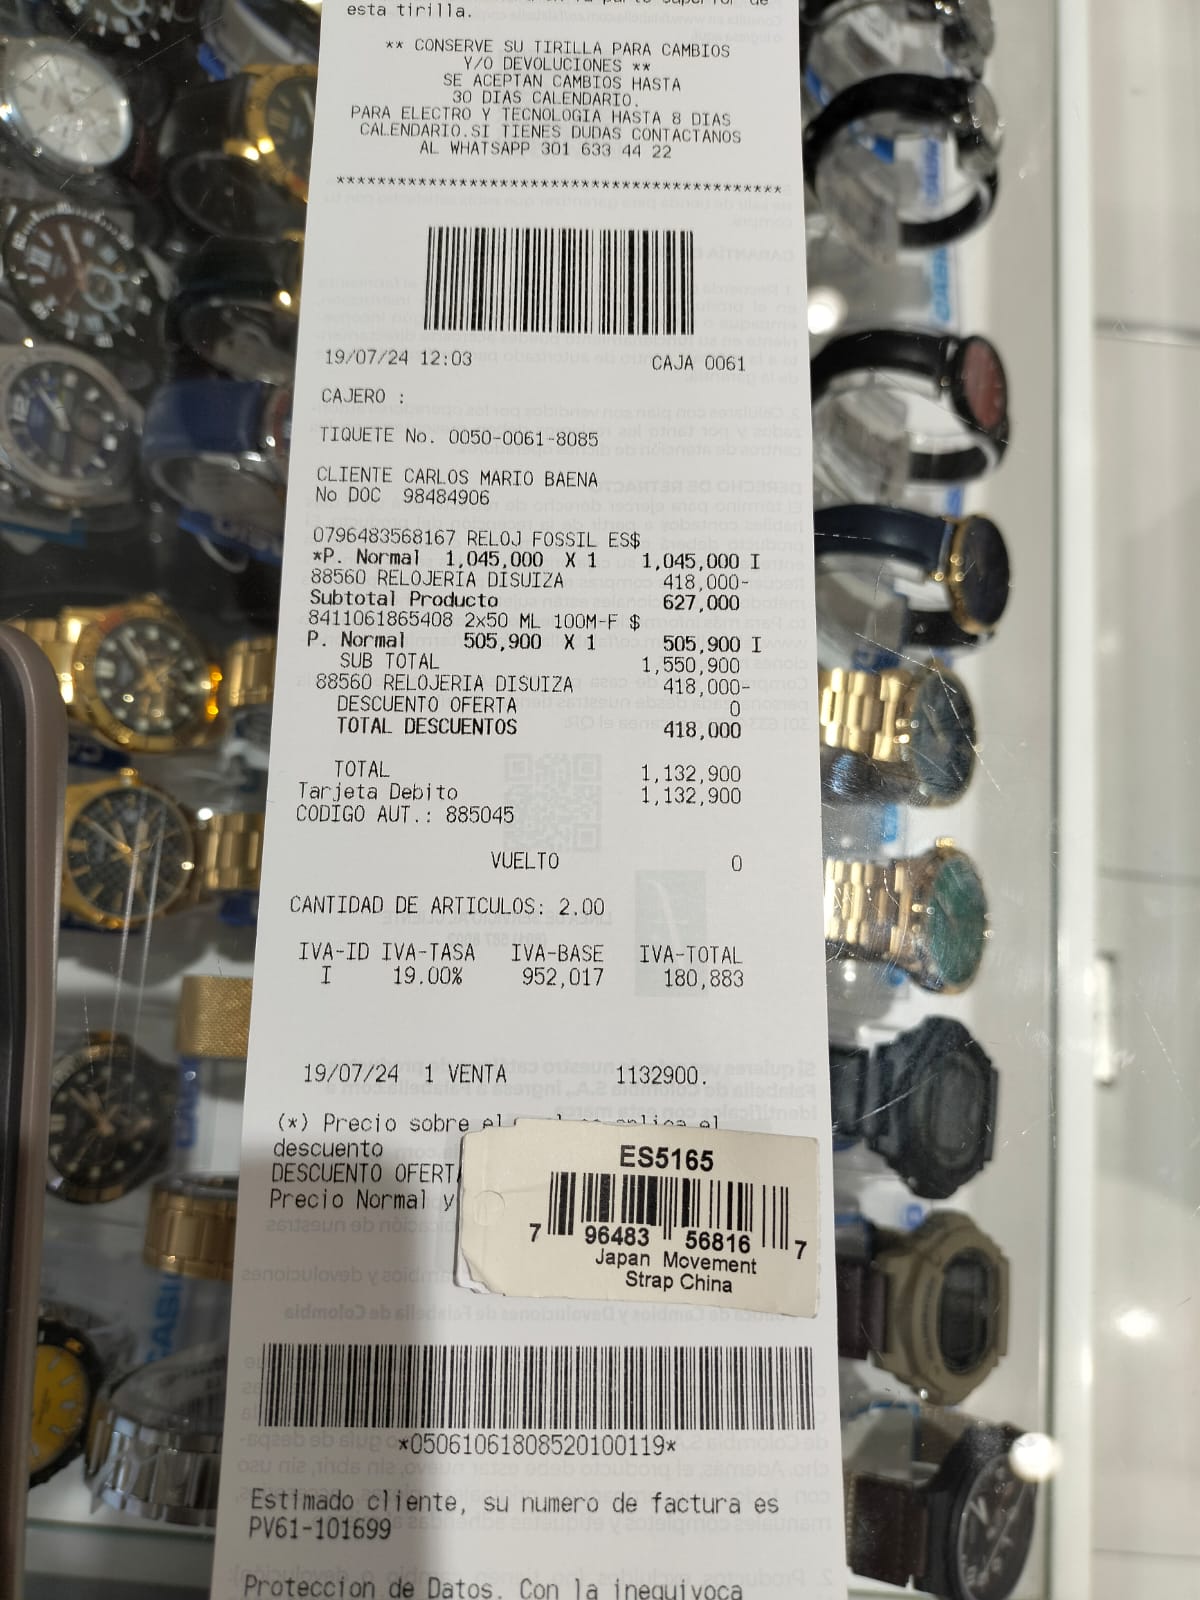 esta tirilla.
** CONSERVE SU TIRILLA PARA CAMBIOS
Y/O DEVOLUCIONES **
SE ACEPTAN CAMBIOS HASTA
30 DIAS CALENDARIO.
PARA ELECTRO Y TECNOLOGIA HASTA 8 DIAS
CALENDARIO.SI TIENES DUDAS CONTACTANOS
AL WHATSAPP 301 633 44 22
*******************************************
19/07/24 12:03 CAJA 0061
CAJERO :
TIQUETE No. 0050-0061-8085
CLIENTE CARLOS MARIO BAENA
No DOC 98484906
0796483568167 RELOJ FOSSIL ES$
*P. Normal 1,045,000 X 1 1,045,000 I
88560 RELOJERIA DISUIZA 418,000-
Subtotal Producto 627,000
8411061865408 2x50 ML 100M-F $
P. Normal 505,900 X 1 505,900 I
SUB TOTAL 1,550,900
88560 RELOJERIA DISUIZA 418,000-
DESCUENTO OFERTA 0
TOTAL DESCUENTOS 418,000
TOTAL 1,132,900
Tarjeta Debito 1,132,900
CODIGO AUT.: 885045
VUELTO 0
CANTIDAD DE ARTICULOS: 2.00
IVA-ID IVA-TASA IVA-BASE IVA-TOTAL
I 19.00% 952,017 180,883
19/07/24 1 VENTA 1132900.
(*) Precio sobre el aplica el
descuento
DESCUENTO OFERTA
Precio Normal y
ES5165
7 96483 56816 7
Japan Movement
Strap China
*05061061808520100119*
Estimado cliente, su numero de factura es
PV61-101699
Proteccion de Datos. Con la inequivoca